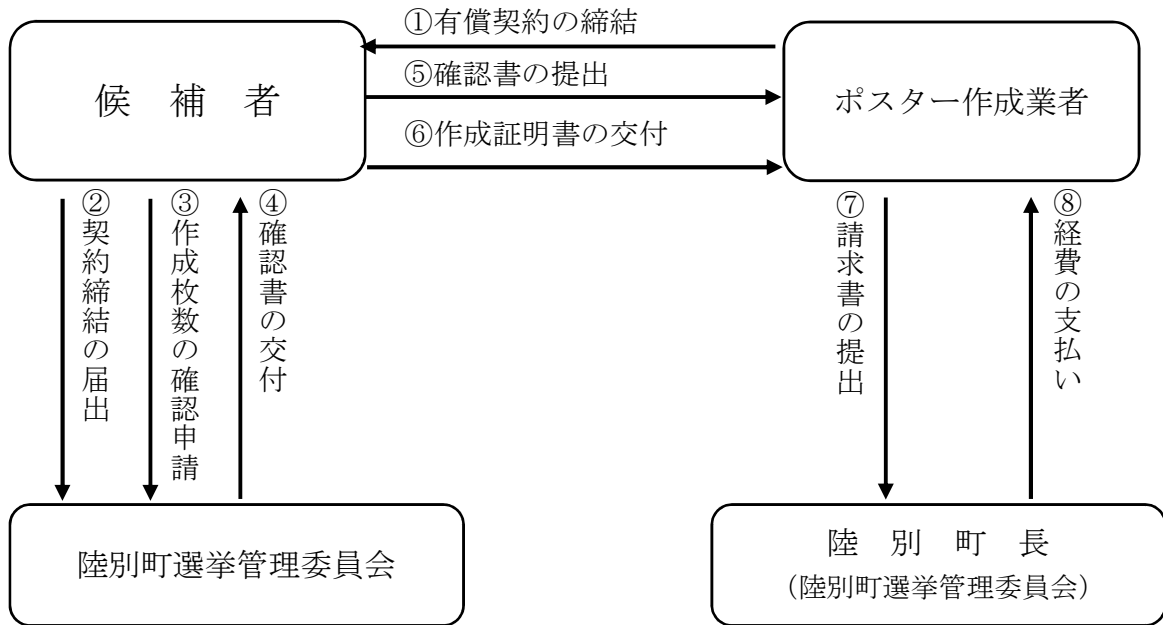 ①有償契約の締結
候　補　者
⑤確認書の提出
ポスター作成業者
⑥作成証明書の交付
②契約締結の届出
③作成枚数の確認申請
④確認書の交付
⑦請求書の提出
⑧経費の支払い
陸別町選挙管理委員会
陸　別　町　長
（陸別町選挙管理委員会）